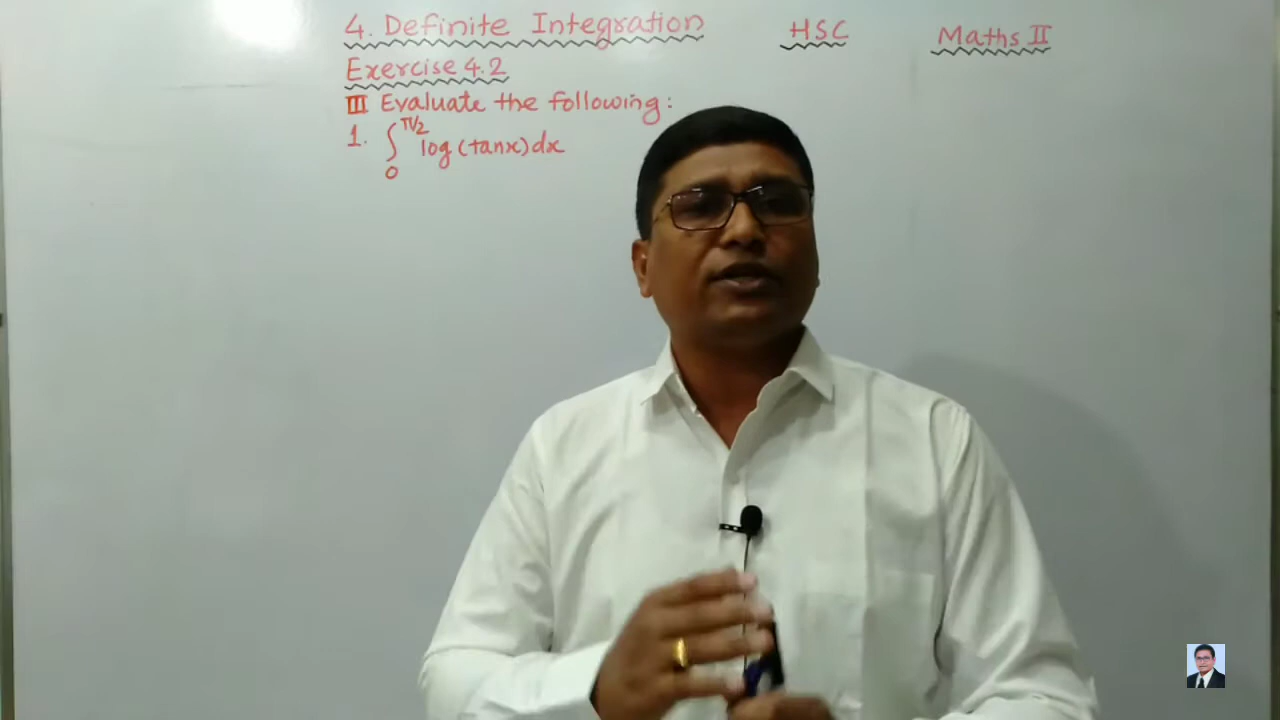 4. Definite Integration HSC Maths II
Exercise 4.2
III Evaluate the following:
1. ∫₀^π/2 log(tanx)dx